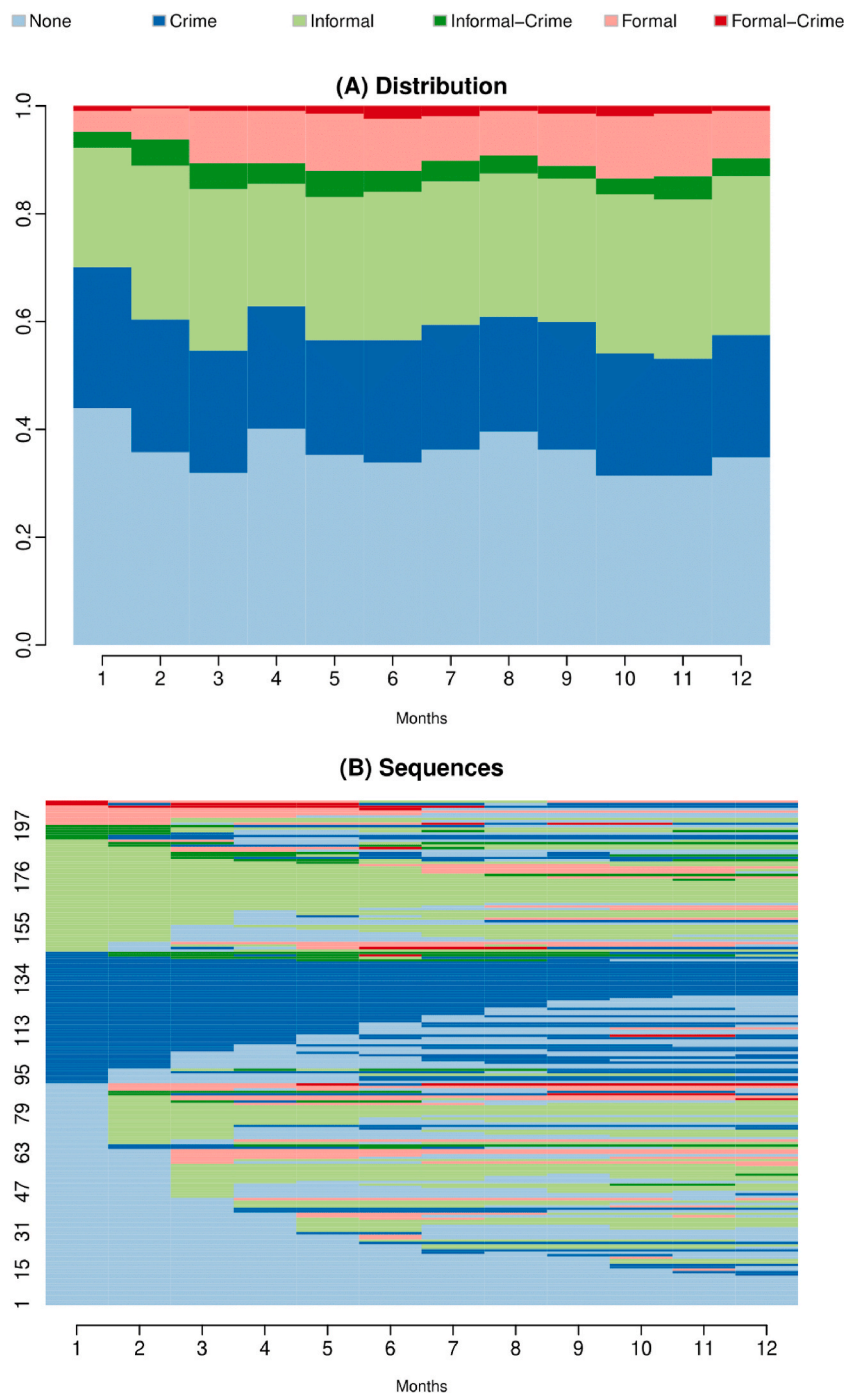 None Crime Informal Informal−Crime Formal Formal−Crime
(A) Distribution
1.0
0.8
0.6
0.4
0.2
0.0
1 2 3 4 5 6 7 8 9 10 11 12
Months
(B) Sequences
197
176
155
134
113
95
79
63
47
31
15
1
1 2 3 4 5 6 7 8 9 10 11 12
Months